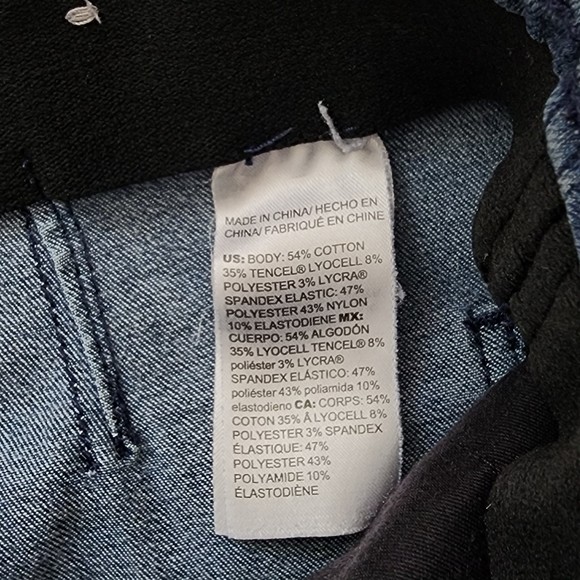 MADE IN CHINA/ HECHO EN
CHINA/ FABRIQUÉ EN CHINE
US: BODY: 54% COTTON
35% TENCEL® LYOCELL 8%
POLYESTER 3% LYCRA®
SPANDEX ELASTIC: 47%
POLYESTER 43% NYLON
10% ELASTODIENE MX:
CUERPO: 54% ALGODÓN
35% LYOCELL TENCEL® 8%
poliéster 3% LYCRA®
SPANDEX ELÁSTICO: 47%
poliéster 43% poliamida 10%
elastodieno CA: CORPS: 54%
COTON 35% Â LYOCELL 8%
POLYESTER 3% SPANDEX
ÉLASTIQUE: 47%
POLYESTER 43%
POLYAMIDE 10%
ÉLASTODIÈNE